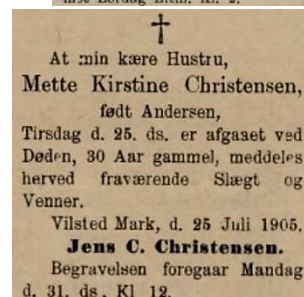 Kl. 2.
†
At min kære Hustru,
Mette Kirstine Christensen,
født Andersen,
Tirsdag d. 25. ds. er afgaaet ved
Døden, 30 Aar gammel, meddeles
herved fraværende Slægt og
Venner.
Vilsted Mark, d. 25 Juli 1905.
Jens C. Christensen.
Begravelsen foregaar Mandag
d. 31. ds., Kl 12.